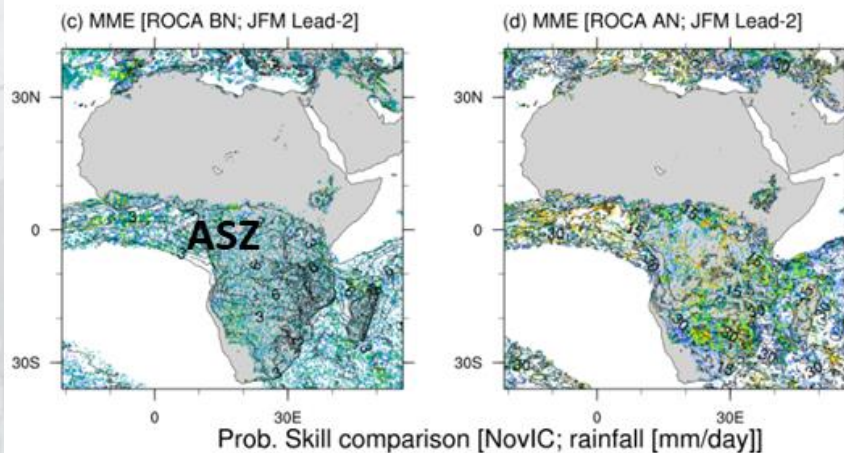 (c) MME [ROCA BN; JFM Lead-2]
(d) MME [ROCA AN; JFM Lead-2]
30N
30N
ASZ
0
0
30S
30S
0
30E
0
30E
Prob. Skill comparison [NovIC; rainfall [mm/day]]